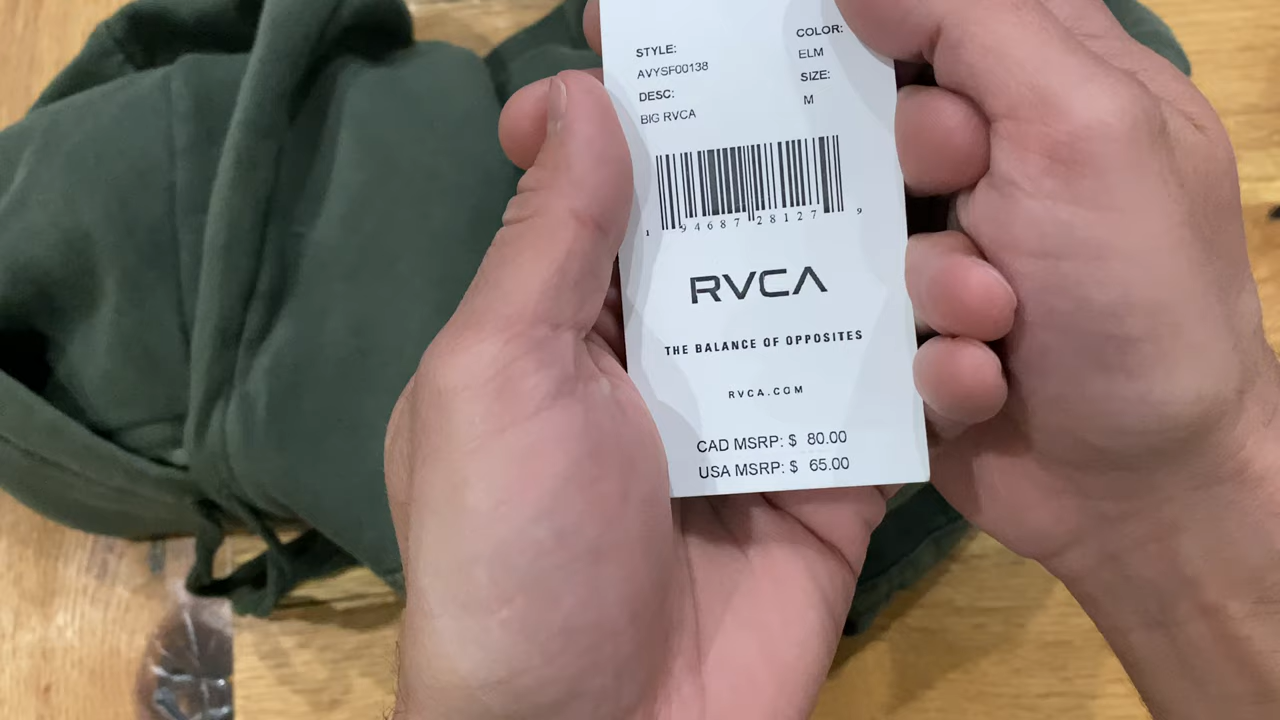 STYLE:
AVYSF00138
DESC:
BIG RVCA
COLOR:
ELM
SIZE:
M
1 94687 28127 9
RVCA
THE BALANCE OF OPPOSITES
RVCA.COM
CAD MSRP: $ 80.00
USA MSRP: $ 65.00